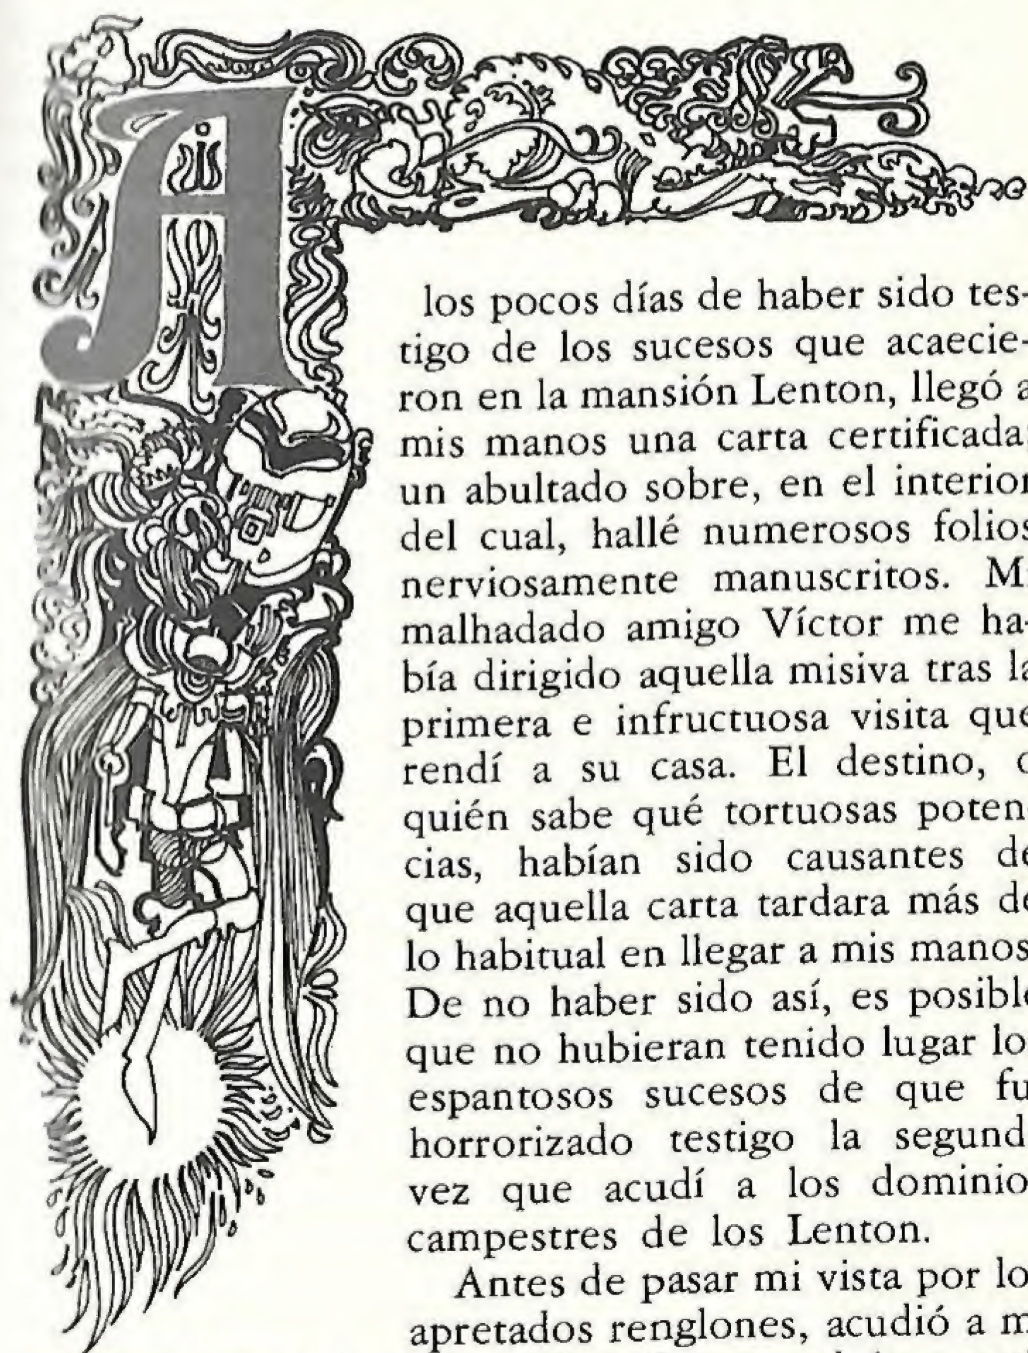 A
los pocos días de haber sido tes-
tigo de los sucesos que acaecie-
ron en la mansión Lenton, llegó a
mis manos una carta certificada;
un abultado sobre, en el interior
del cual, hallé numerosos folios
nerviosamente manuscritos. Mi
malhadado amigo Víctor me ha-
bía dirigido aquella misiva tras la
primera e infructuosa visita que
rendí a su casa. El destino, o
quién sabe qué tortuosas poten-
cias, habían sido causantes de
que aquella carta tardara más de
lo habitual en llegar a mis manos.
De no haber sido así, es posible
que no hubieran tenido lugar lo
espantosos sucesos de que fu
horrorizado testigo la segund
vez que acudí a los dominio
campestres de los Lenton.
Antes de pasar mi vista por lo
apretados renglones, acudió a m